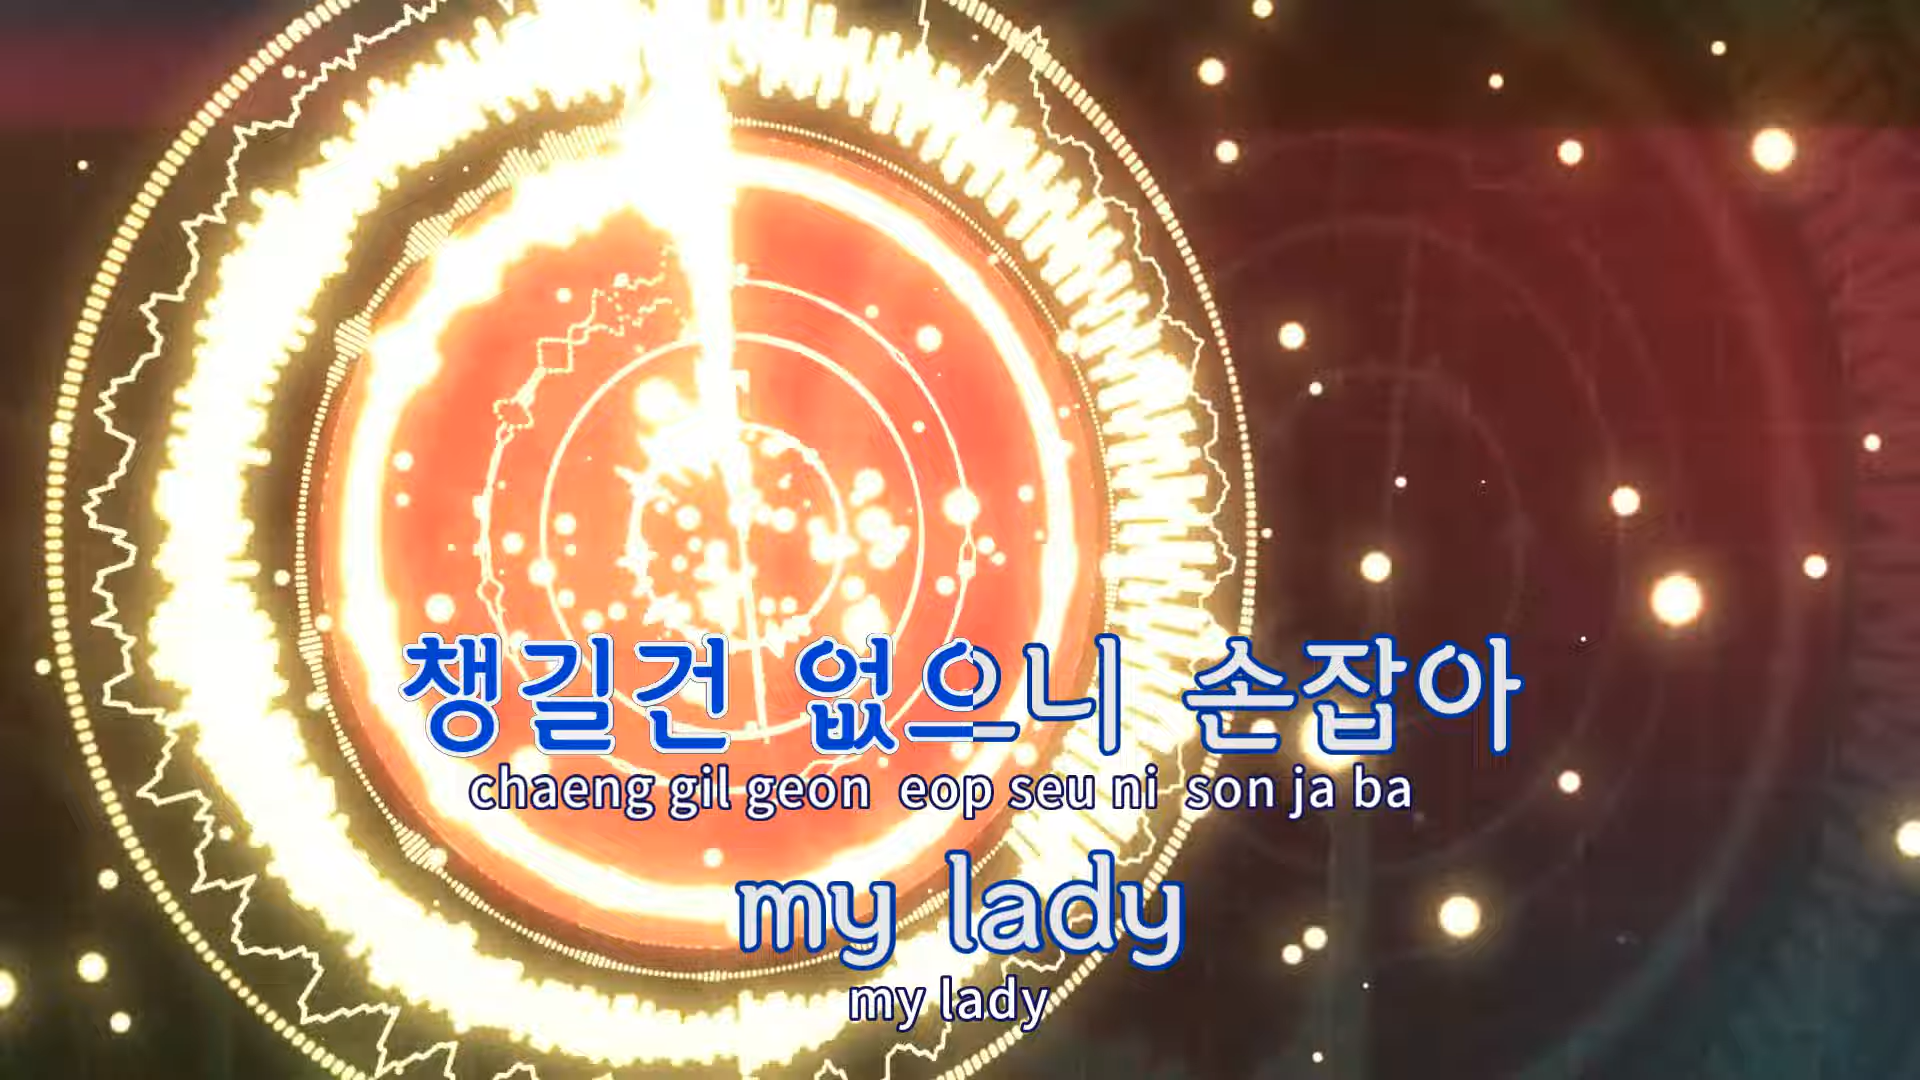 챙길건 없으니 손잡아
chaeng gil geon eop seu ni son ja ba
my lady
my lady